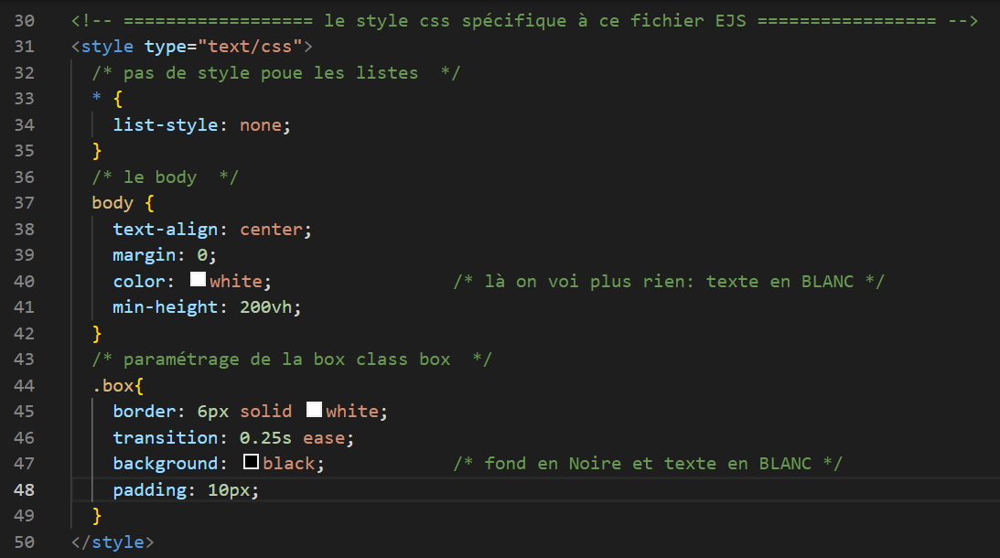 30 <!-- ================== le style css spécifique à ce fichier EJS ================= -->
31 <style type="text/css">
32 /* pas de style poue les listes  */
33 * {
34 list-style: none;
35 }
36 /* le body  */
37 body {
38 text-align: center;
39 margin: 0;
40 color: white; /* là on voi plus rien: texte en BLANC */
41 min-height: 200vh;
42 }
43 /* paramétrage de la box class box  */
44 .box{
45 border: 6px solid white;
46 transition: 0.25s ease;
47 background: black; /* fond en Noire et texte en BLANC */
48 padding: 10px;
49 }
50 </style>